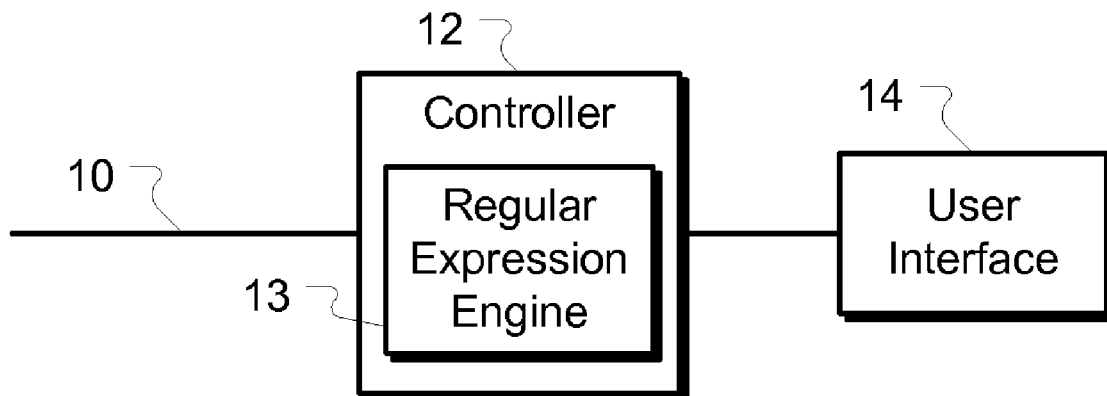 12
Controller
14
10
Regular
Expression
Engine
User
Interface
13